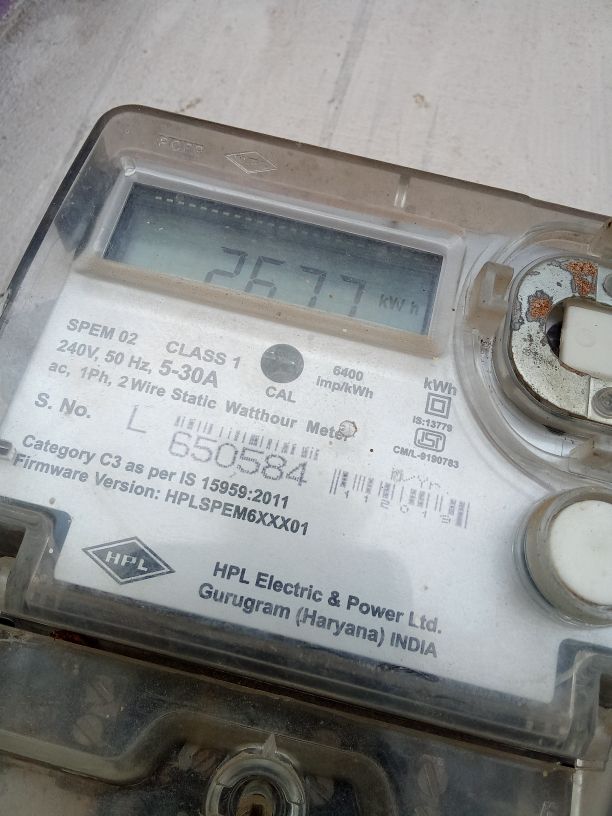 2677 kWh
SPEM 02 CLASS 1
240V, 50 Hz, 5-30A
CAL
6400
imp/kWh
kWh
ac, 1Ph, 2 Wire Static Watthour Meter
IS:13779
CM/L-9190783
S. No. L 650584
Category C3 as per IS 15959:2011
Firmware Version: HPLSPEM6XXX01
HPL
HPL Electric & Power Ltd.
Gurugram (Haryana) INDIA